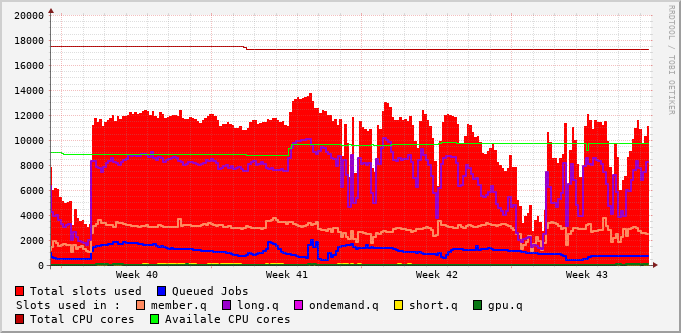 20000
18000
16000
14000
12000
10000
8000
6000
4000
2000
0
RRDTOOL / TOBI OETIKER
Week 40 Week 41 Week 42 Week 43
Total slots used Queued Jobs
Slots used in : member.q long.q ondemand.q short.q gpu.q
Total CPU cores Availale CPU cores